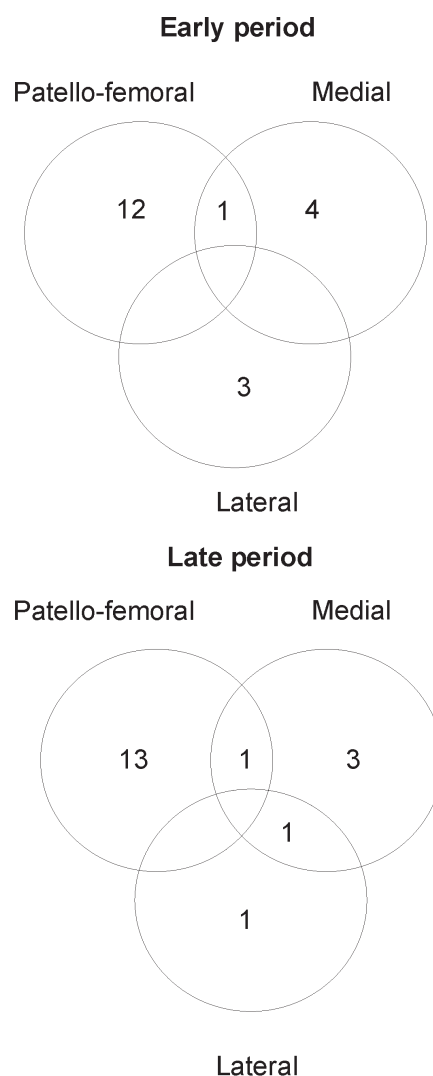 Early period
Patello-femoral Medial
12 1 4
3
Lateral
Late period
Patello-femoral Medial
13 1 3
1
1
Lateral